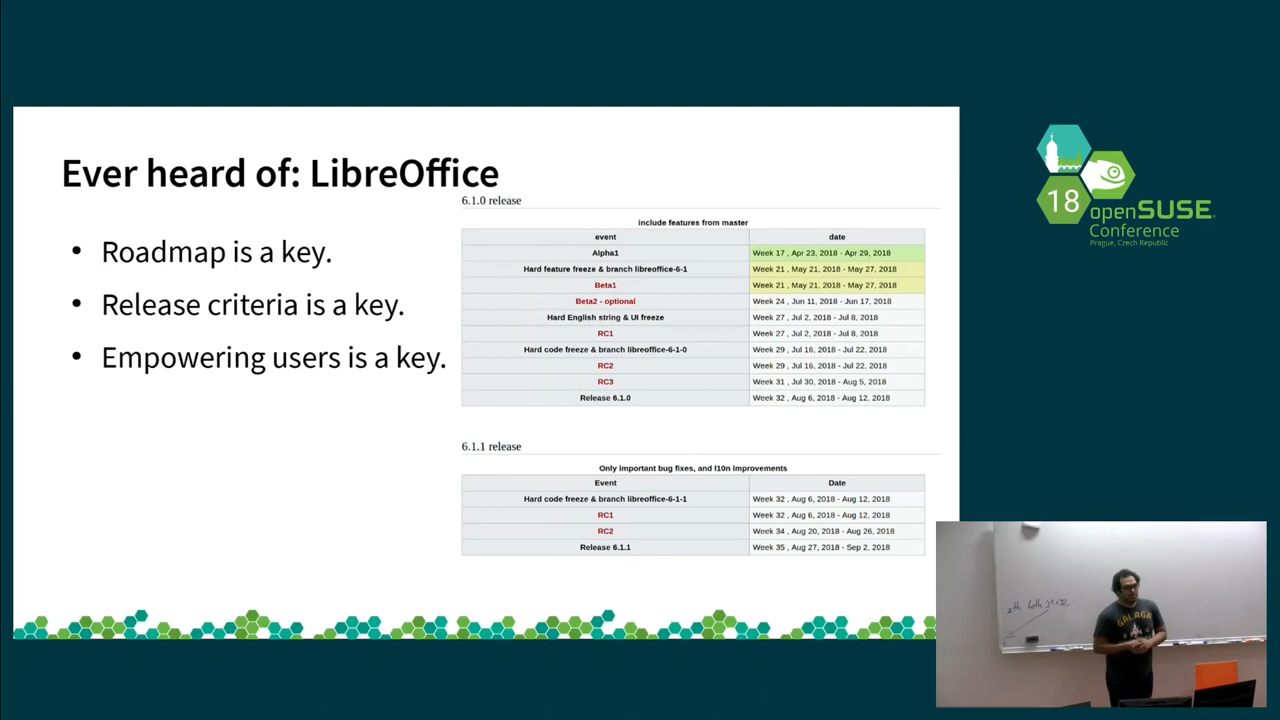 Ever heard of: LibreOffice
• Roadmap is a key.
• Release criteria is a key.
• Empowering users is a key.
6.1.0 release
include features from master
event date
Alpha1 Week 17 , Apr 23, 2018 - Apr 29, 2018
Hard feature freeze & branch libreoffice-6-1 Week 21 , May 21, 2018 - May 27, 2018
Beta1 Week 21 , May 21, 2018 - May 27, 2018
Beta2 - optional Week 24 , Jun 11, 2018 - Jun 17, 2018
Hard English string & UI freeze Week 27 , Jul 2, 2018 - Jul 8, 2018
RC1 Week 27 , Jul 2, 2018 - Jul 8, 2018
Hard code freeze & branch libreoffice-6-1-0 Week 29 , Jul 16, 2018 - Jul 22, 2018
RC2 Week 29 , Jul 16, 2018 - Jul 22, 2018
RC3 Week 31 , Jul 30, 2018 - Aug 5, 2018
Release 6.1.0 Week 32 , Aug 6, 2018 - Aug 12, 2018
6.1.1 release
Only important bug fixes, and l10n improvements
Event Date
Hard code freeze & branch libreoffice-6-1-1 Week 32 , Aug 6, 2018 - Aug 12, 2018
RC1 Week 32 , Aug 6, 2018 - Aug 12, 2018
RC2 Week 34 , Aug 20, 2018 - Aug 26, 2018
Release 6.1.1 Week 35 , Aug 27, 2018 - Sep 2, 2018
18
openSUSE
Conference
Prague, Czech Republic
GALAGA